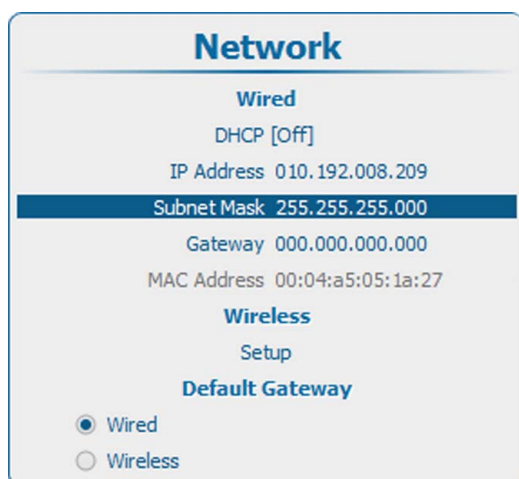 Network
Wired
DHCP [Off]
IP Address 010.192.008.209
Subnet Mask 255.255.255.000
Gateway 000.000.000.000
MAC Address 00:04:a5:05:1a:27
Wireless
Setup
Default Gateway
Wired
Wireless